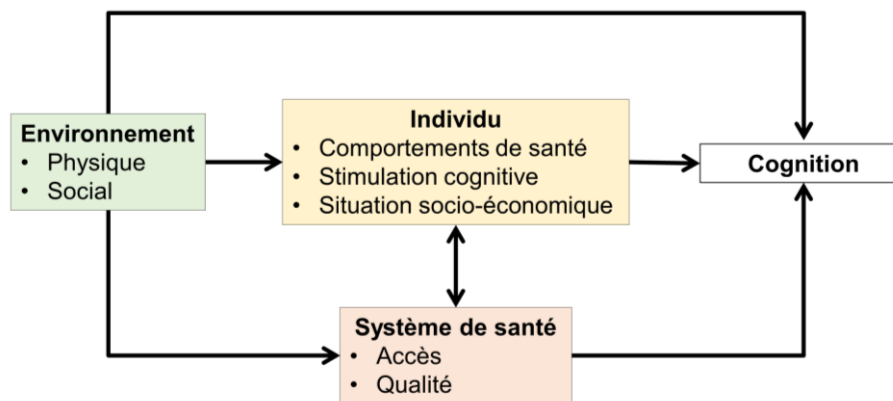 Environnement
• Physique
• Social
Individu
• Comportements de santé
• Stimulation cognitive
• Situation socio-économique
Cognition
Système de santé
• Accès
• Qualité